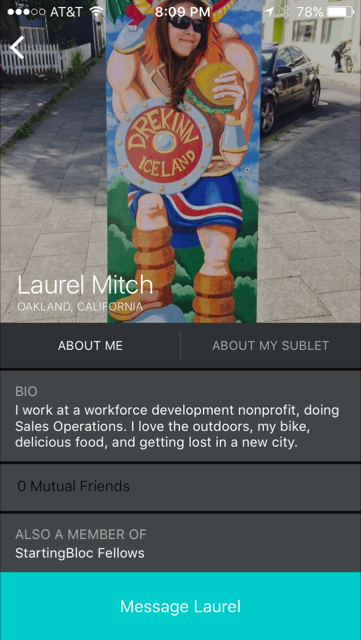 AT&T 8:09 PM 78%
DREKINN
ICELAND
Laurel Mitch
OAKLAND, CALIFORNIA
ABOUT ME ABOUT MY SUBLET
BIO
I work at a workforce development nonprofit, doing
Sales Operations. I love the outdoors, my bike,
delicious food, and getting lost in a new city.
0 Mutual Friends
ALSO A MEMBER OF
StartingBloc Fellows
Message Laurel